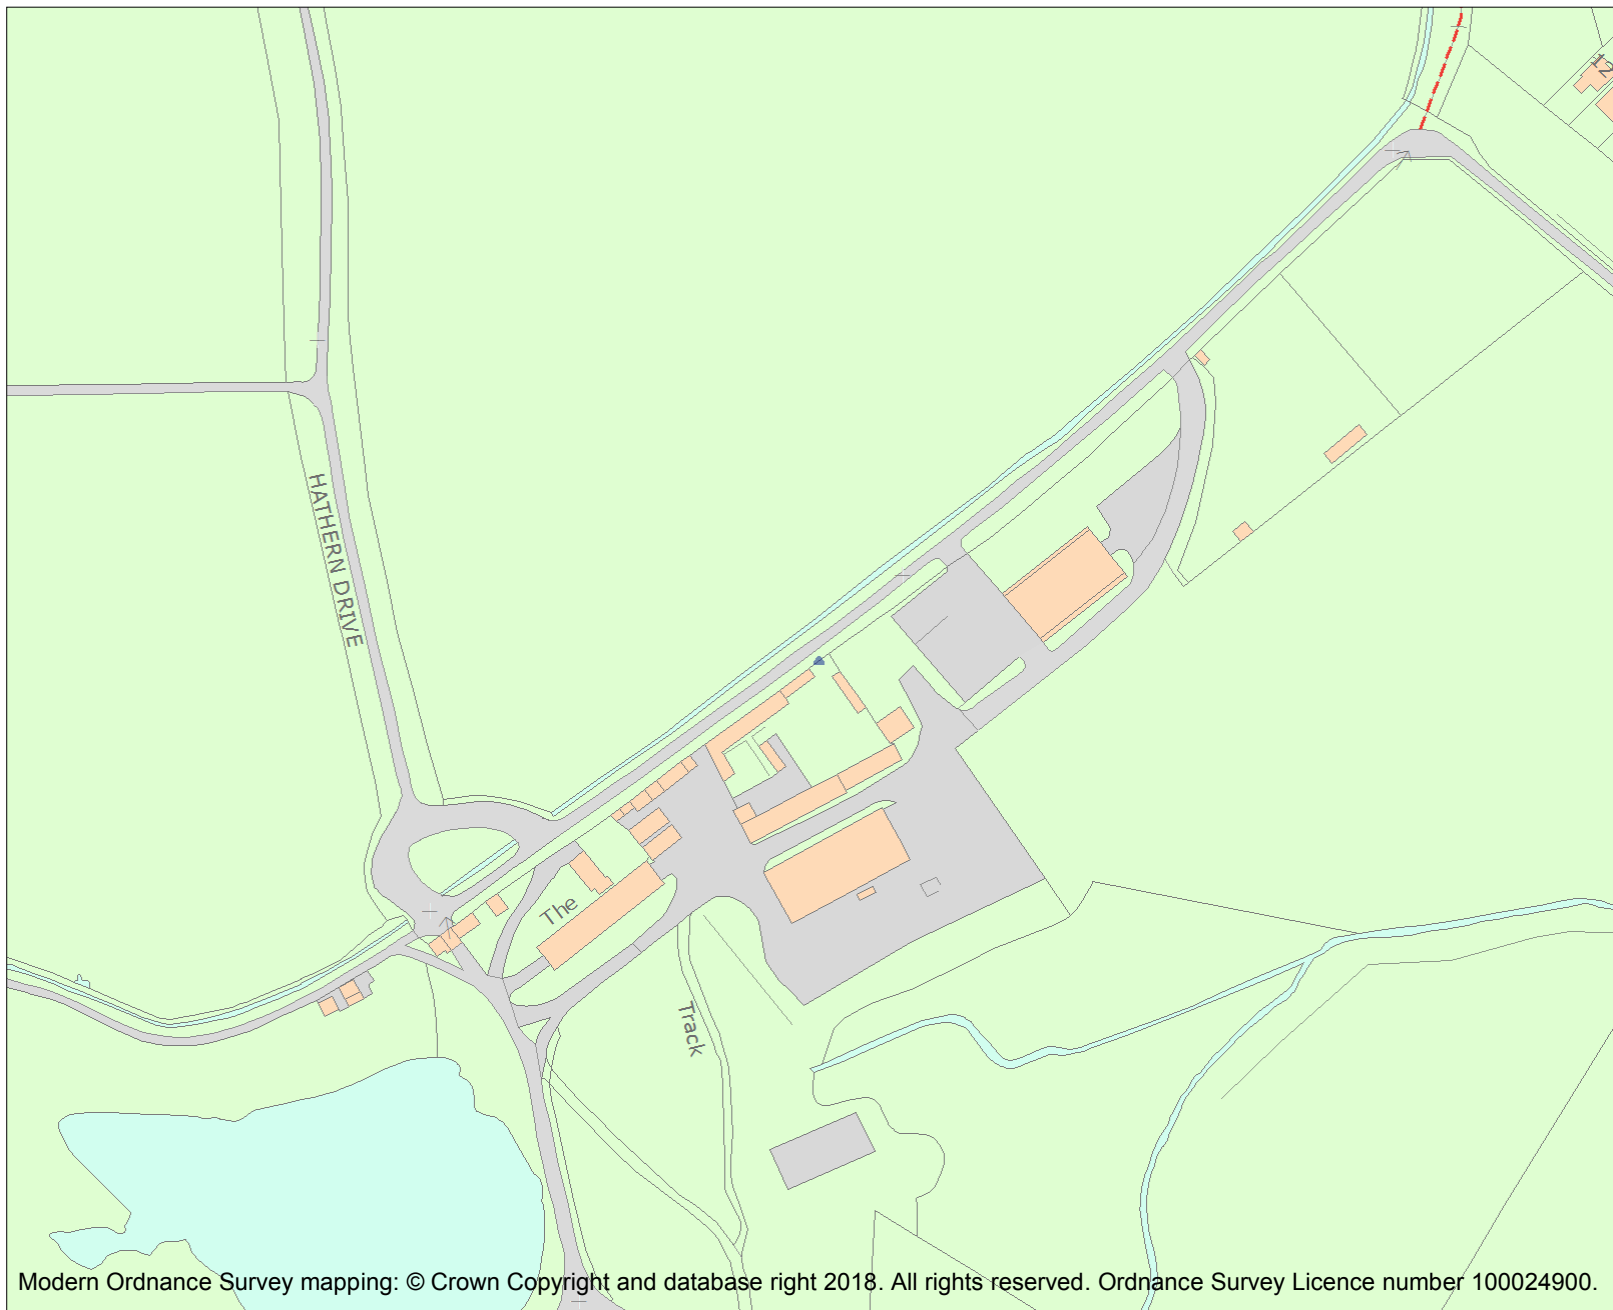 12
HATHERN DRIVE
The
Track
Modern Ordnance Survey mapping: © Crown Copyright and database right 2018. All rights reserved. Ordnance Survey Licence number 100024900.